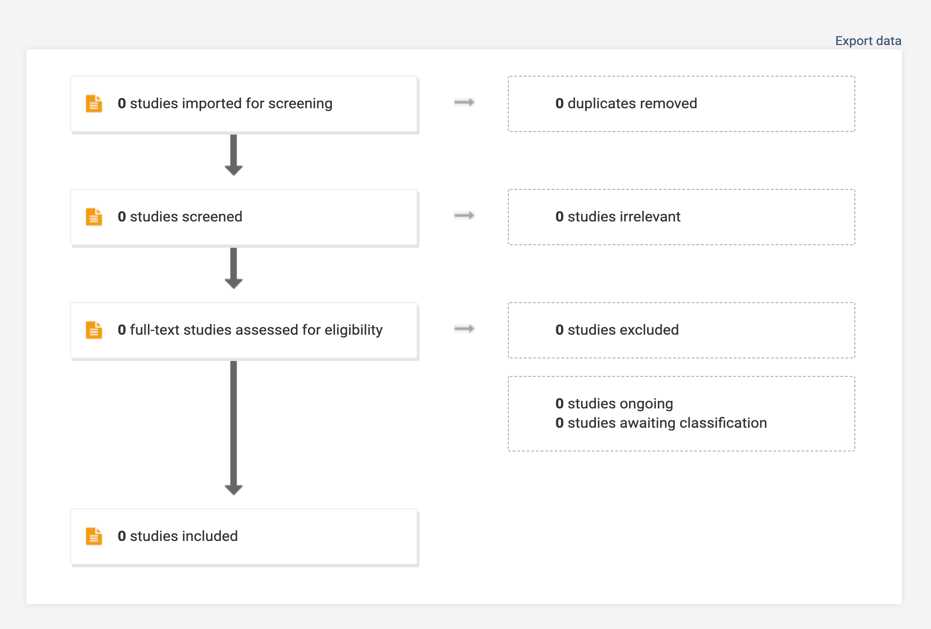 Export data
0 studies imported for screening
0 duplicates removed
0 studies screened
0 studies irrelevant
0 full-text studies assessed for eligibility
0 studies excluded
0 studies ongoing
0 studies awaiting classification
0 studies included